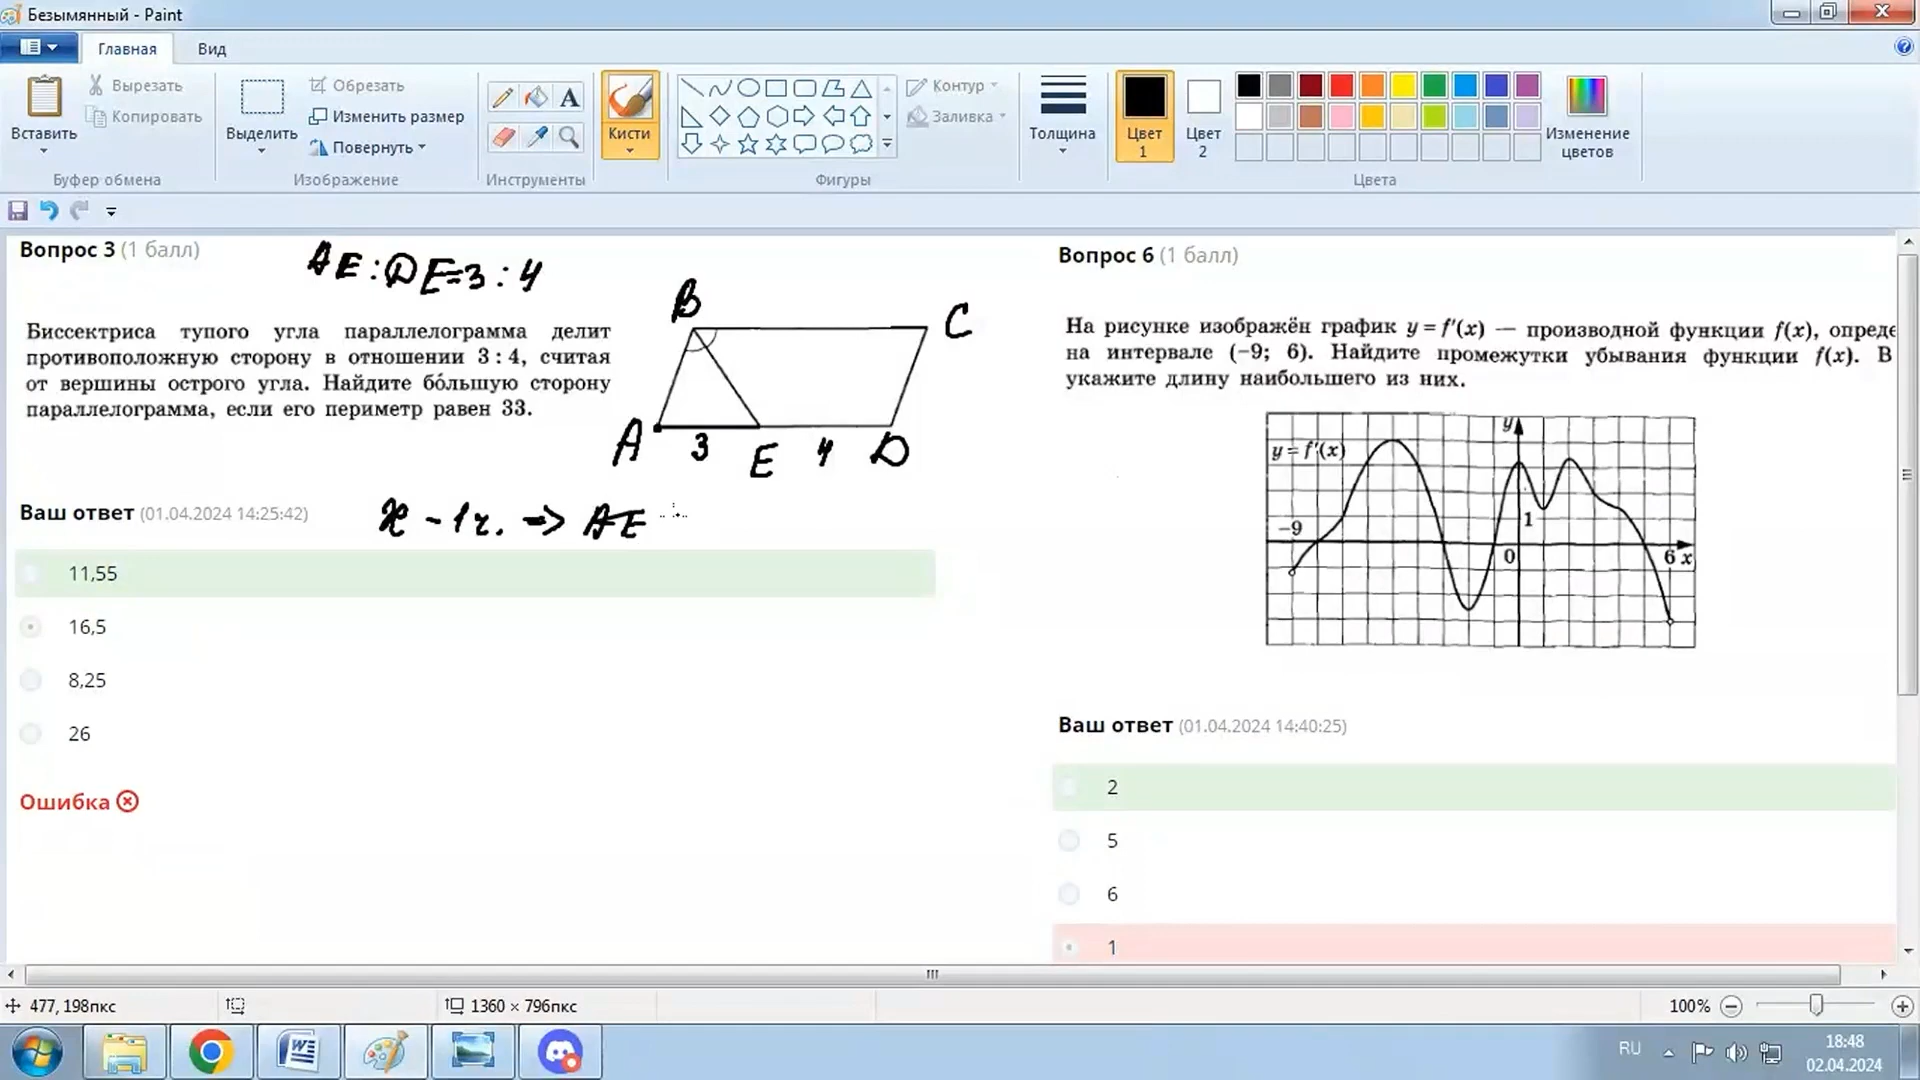 Безымянный - Paint
Главная
Вид
Вставить
Вырезать
Копировать
Буфер обмена
Выделить
Обрезать
Изменить размер
Повернуть
Изображение
Инструменты
Кисти
Контур
Заливка
Фигуры
Толщина
Цвет 1
Цвет 2
Изменение цветов
Цвета
Вопрос 3 (1 балл)
AE : DE = 3 : 4
Биссектриса тупого угла параллелограмма делит
противоположную сторону в отношении 3 : 4, считая
от вершины острого угла. Найдите бо́льшую сторону
параллелограмма, если его периметр равен 33.
B
C
A 3 E 4 D
Ваш ответ (01.04.2024 14:25:42)
x - 1 ч. => AE
11,55
16,5
8,25
26
Ошибка
Вопрос 6 (1 балл)
На рисунке изображён график y = f′(x) — производной функции f(x), опреде
на интервале (−9; 6). Найдите промежутки убывания функции f(x). В
укажите длину наибольшего из них.
y
y = f′(x)
−9
1
0
6 x
Ваш ответ (01.04.2024 14:40:25)
2
5
6
1
477, 198пкс
1360 × 796пкс
100%
RU
18:48
02.04.2024